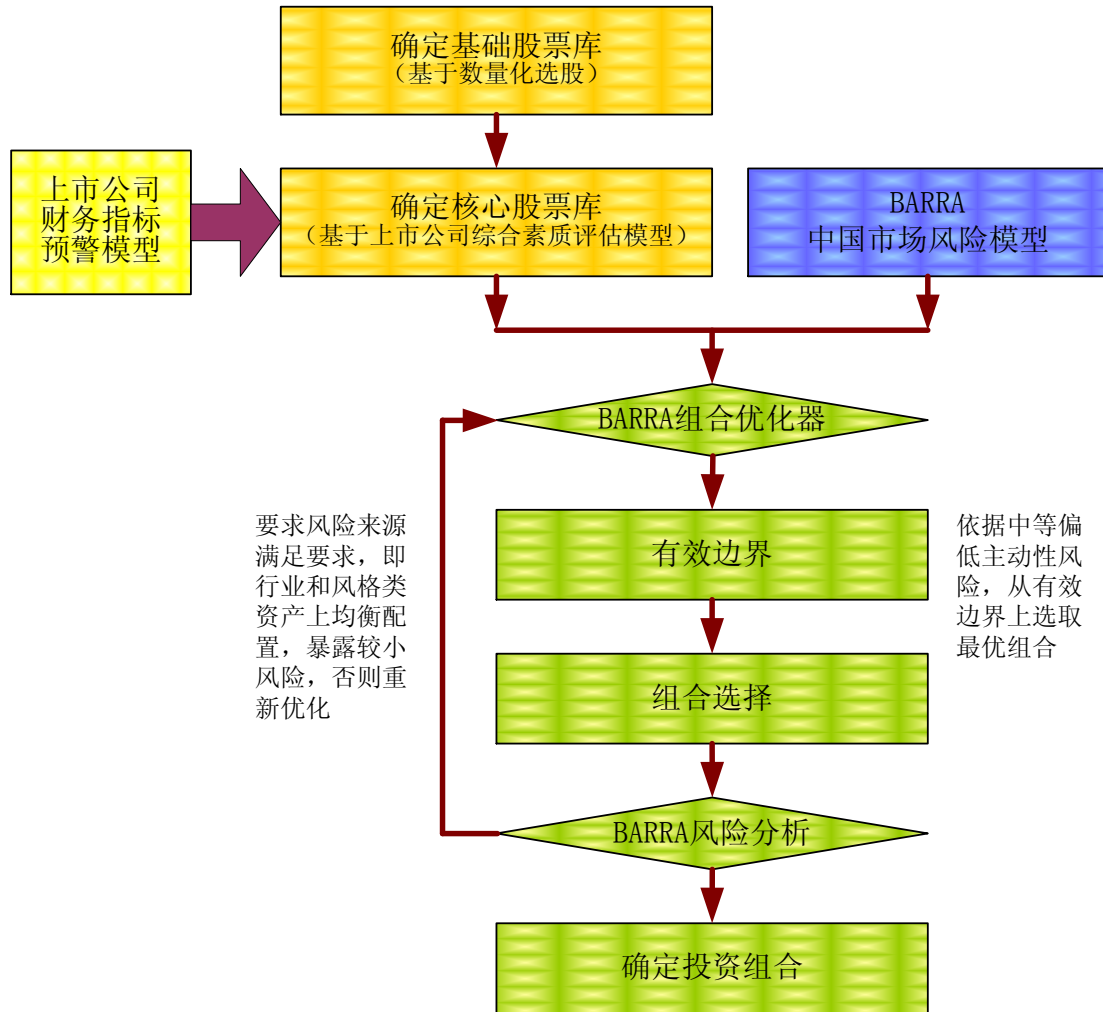 确定基础股票库
（基于数量化选股）
上市公司
财务指标
预警模型
确定核心股票库
（基于上市公司综合素质评估模型）
BARRA
中国市场风险模型
BARRA组合优化器
要求风险来源
满足要求，即
行业和风格类
资产上均衡配
置，暴露较小
风险，否则重
新优化
有效边界
依据中等偏
低主动性风
险，从有效
边界上选取
最优组合
组合选择
BARRA风险分析
确定投资组合